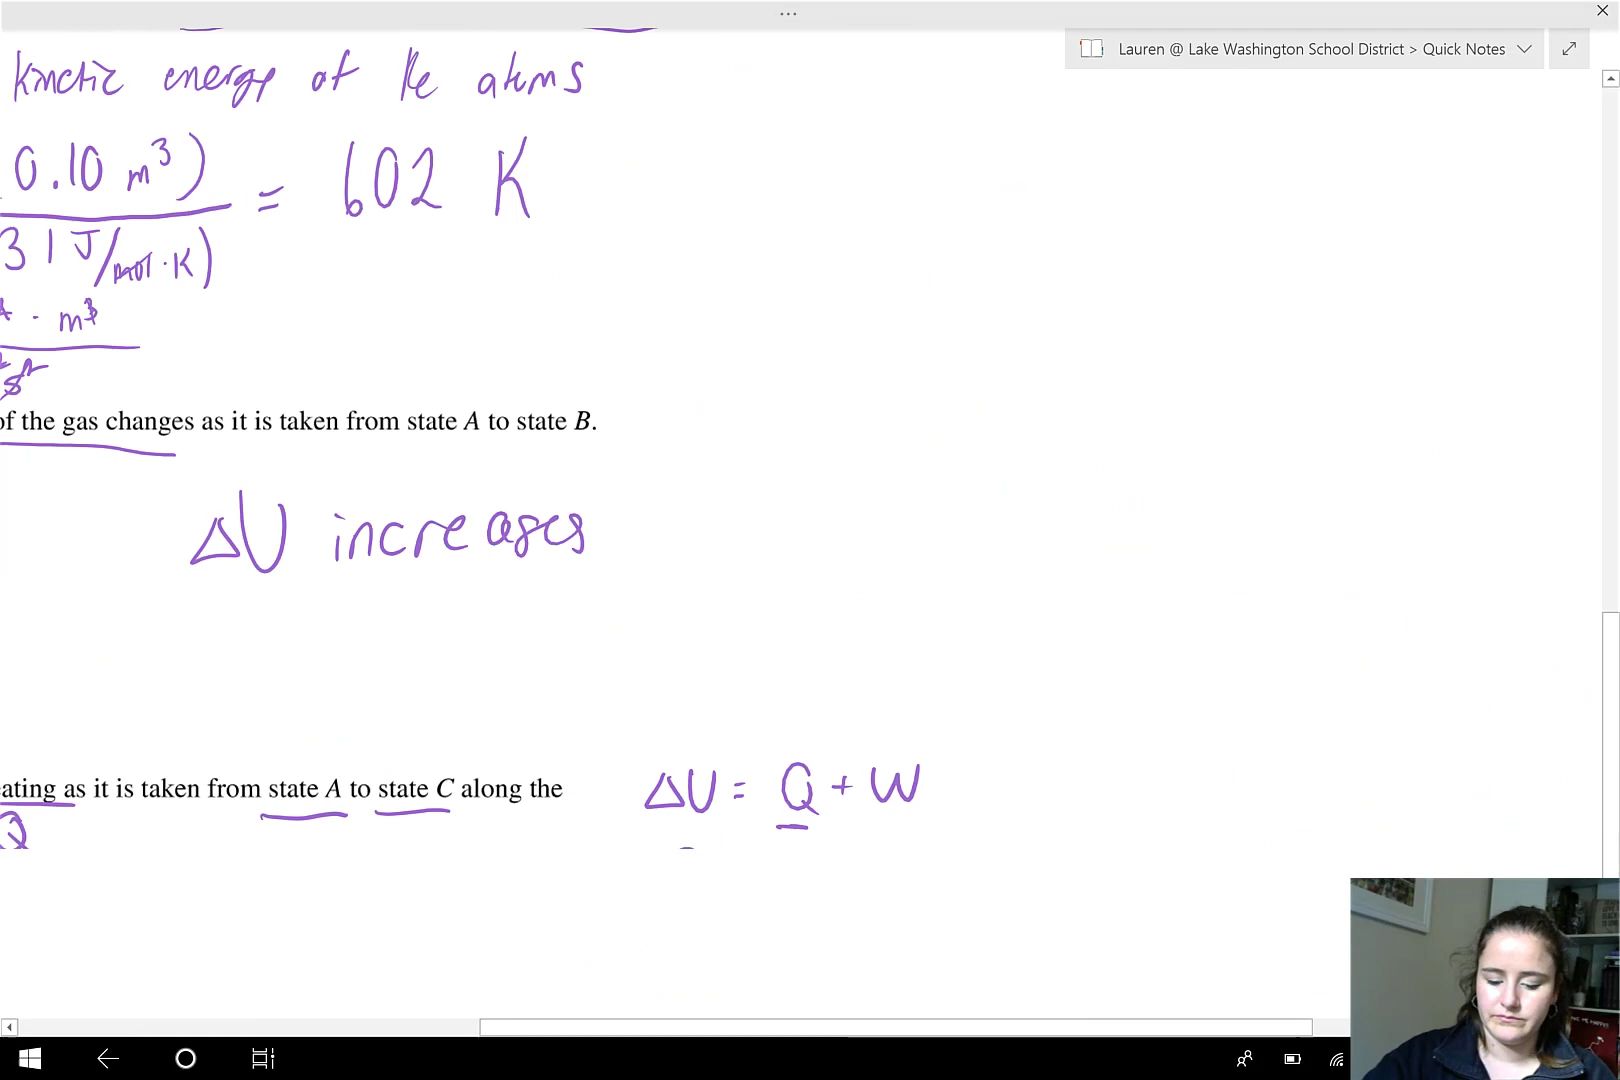 Lauren @ Lake Washington School District > Quick Notes
kinetic energy of the atoms
0.10 m³)
= 602 K
31 J/mol · K)
· m³
of the gas changes as it is taken from state A to state B.
ΔU increases
eating as it is taken from state A to state C along the
ΔU = Q + W
Q